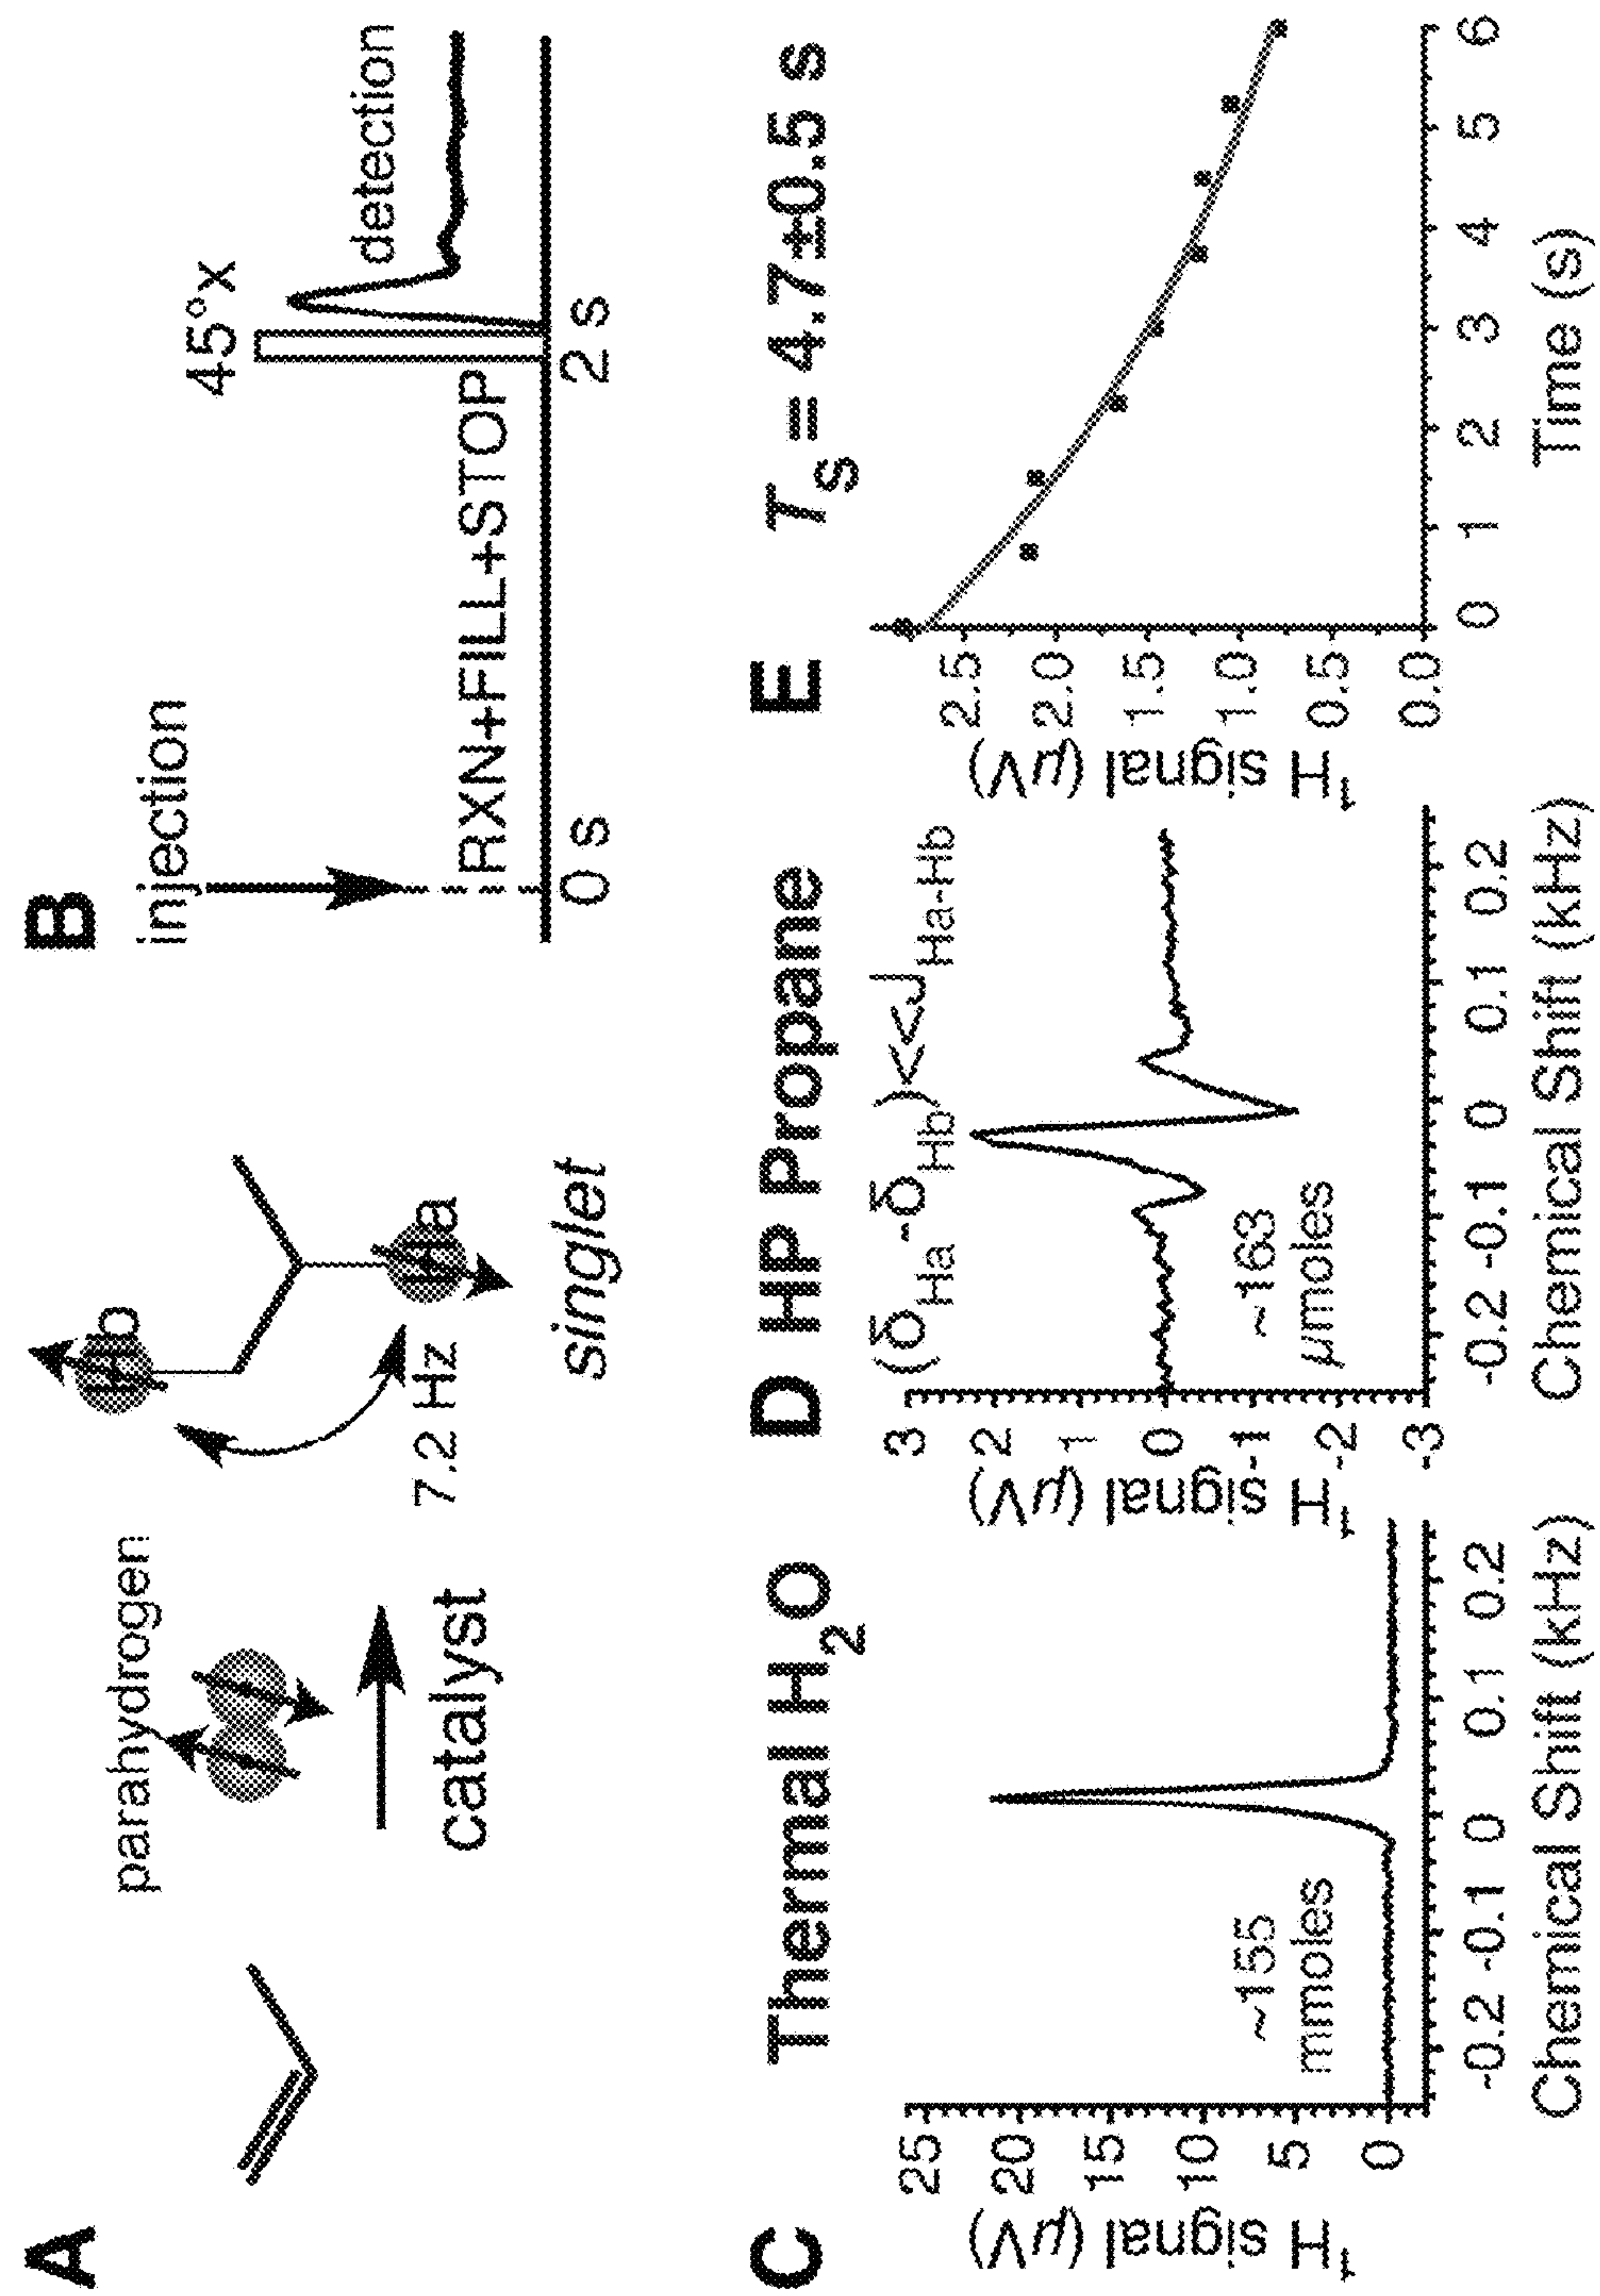 A
parahydrogen
catalyst
Hb
Ha
7.2 Hz
singlet
B
injection
RXN+FILL+STOP
45°x
detection
0 s
2 s
C Thermal H₂O
¹H signal (μV)
25
20
15
10
5
0
~155
mmoles
-0.2 -0.1 0 0.1 0.2
Chemical Shift (kHz)
D HP Propane
(δHa-δHb)<<JHa-Hb
¹H signal (μV)
3
2
1
0
-1
-2
-3
~163
μmoles
-0.2 -0.1 0 0.1 0.2
Chemical Shift (kHz)
E Ts = 4.7±0.5 s
¹H signal (μV)
2.5
2.0
1.5
1.0
0.5
0.0
0 1 2 3 4 5 6
Time (s)